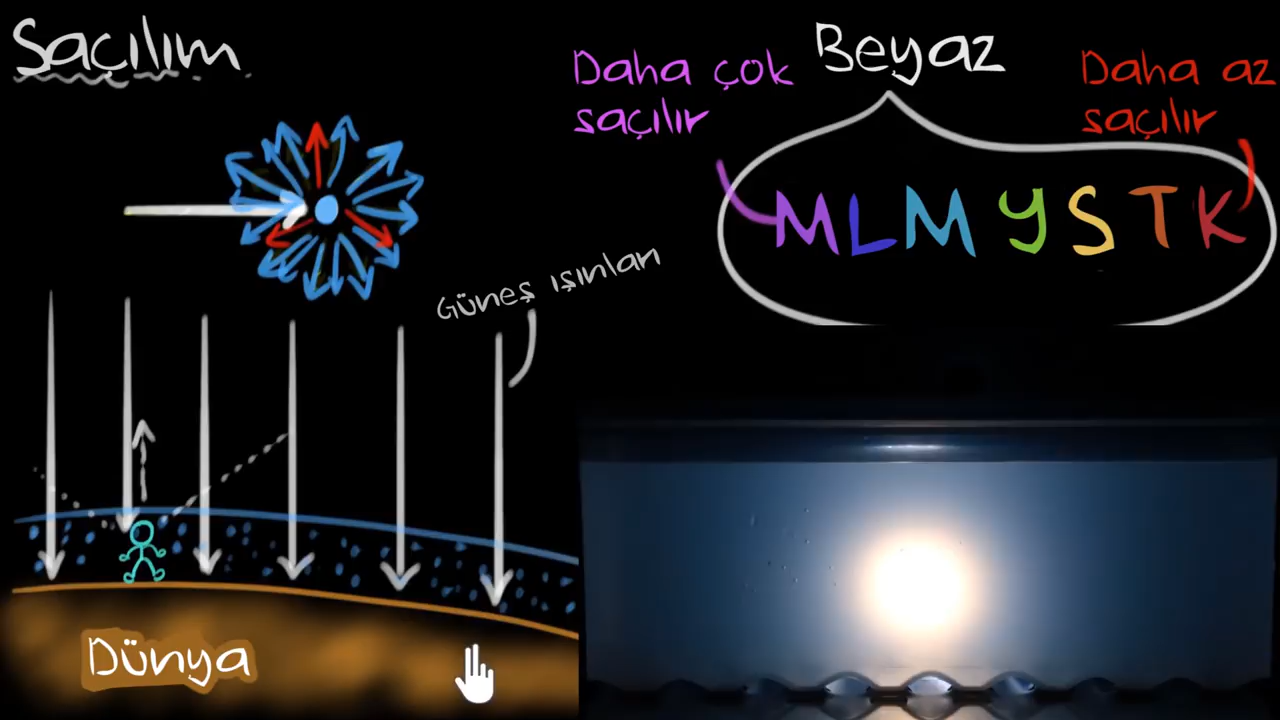 Saçılım
Daha çok
saçılır
Beyaz
Daha az
saçılır
MLMYSTK
Güneş ışınları
Dünya